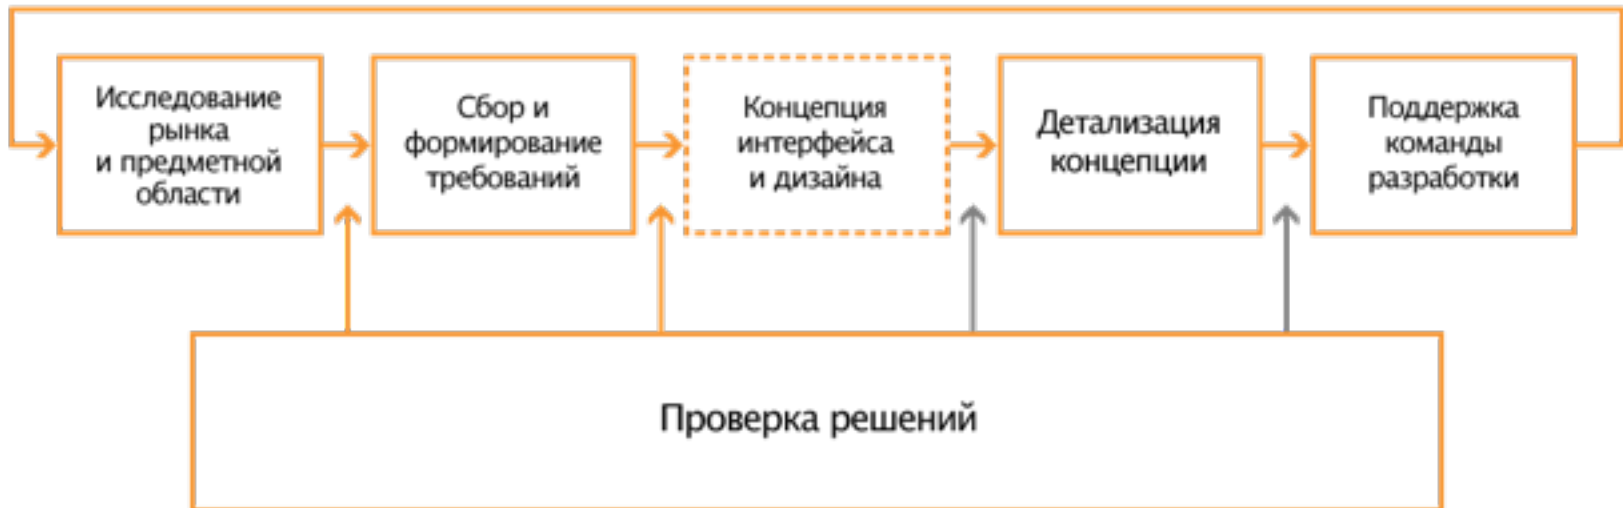 Исследование
рынка
и предметной
области
Сбор и
формирование
требований
Концепция
интерфейса
и дизайна
Детализация
концепции
Поддержка
команды
разработки
Проверка решений